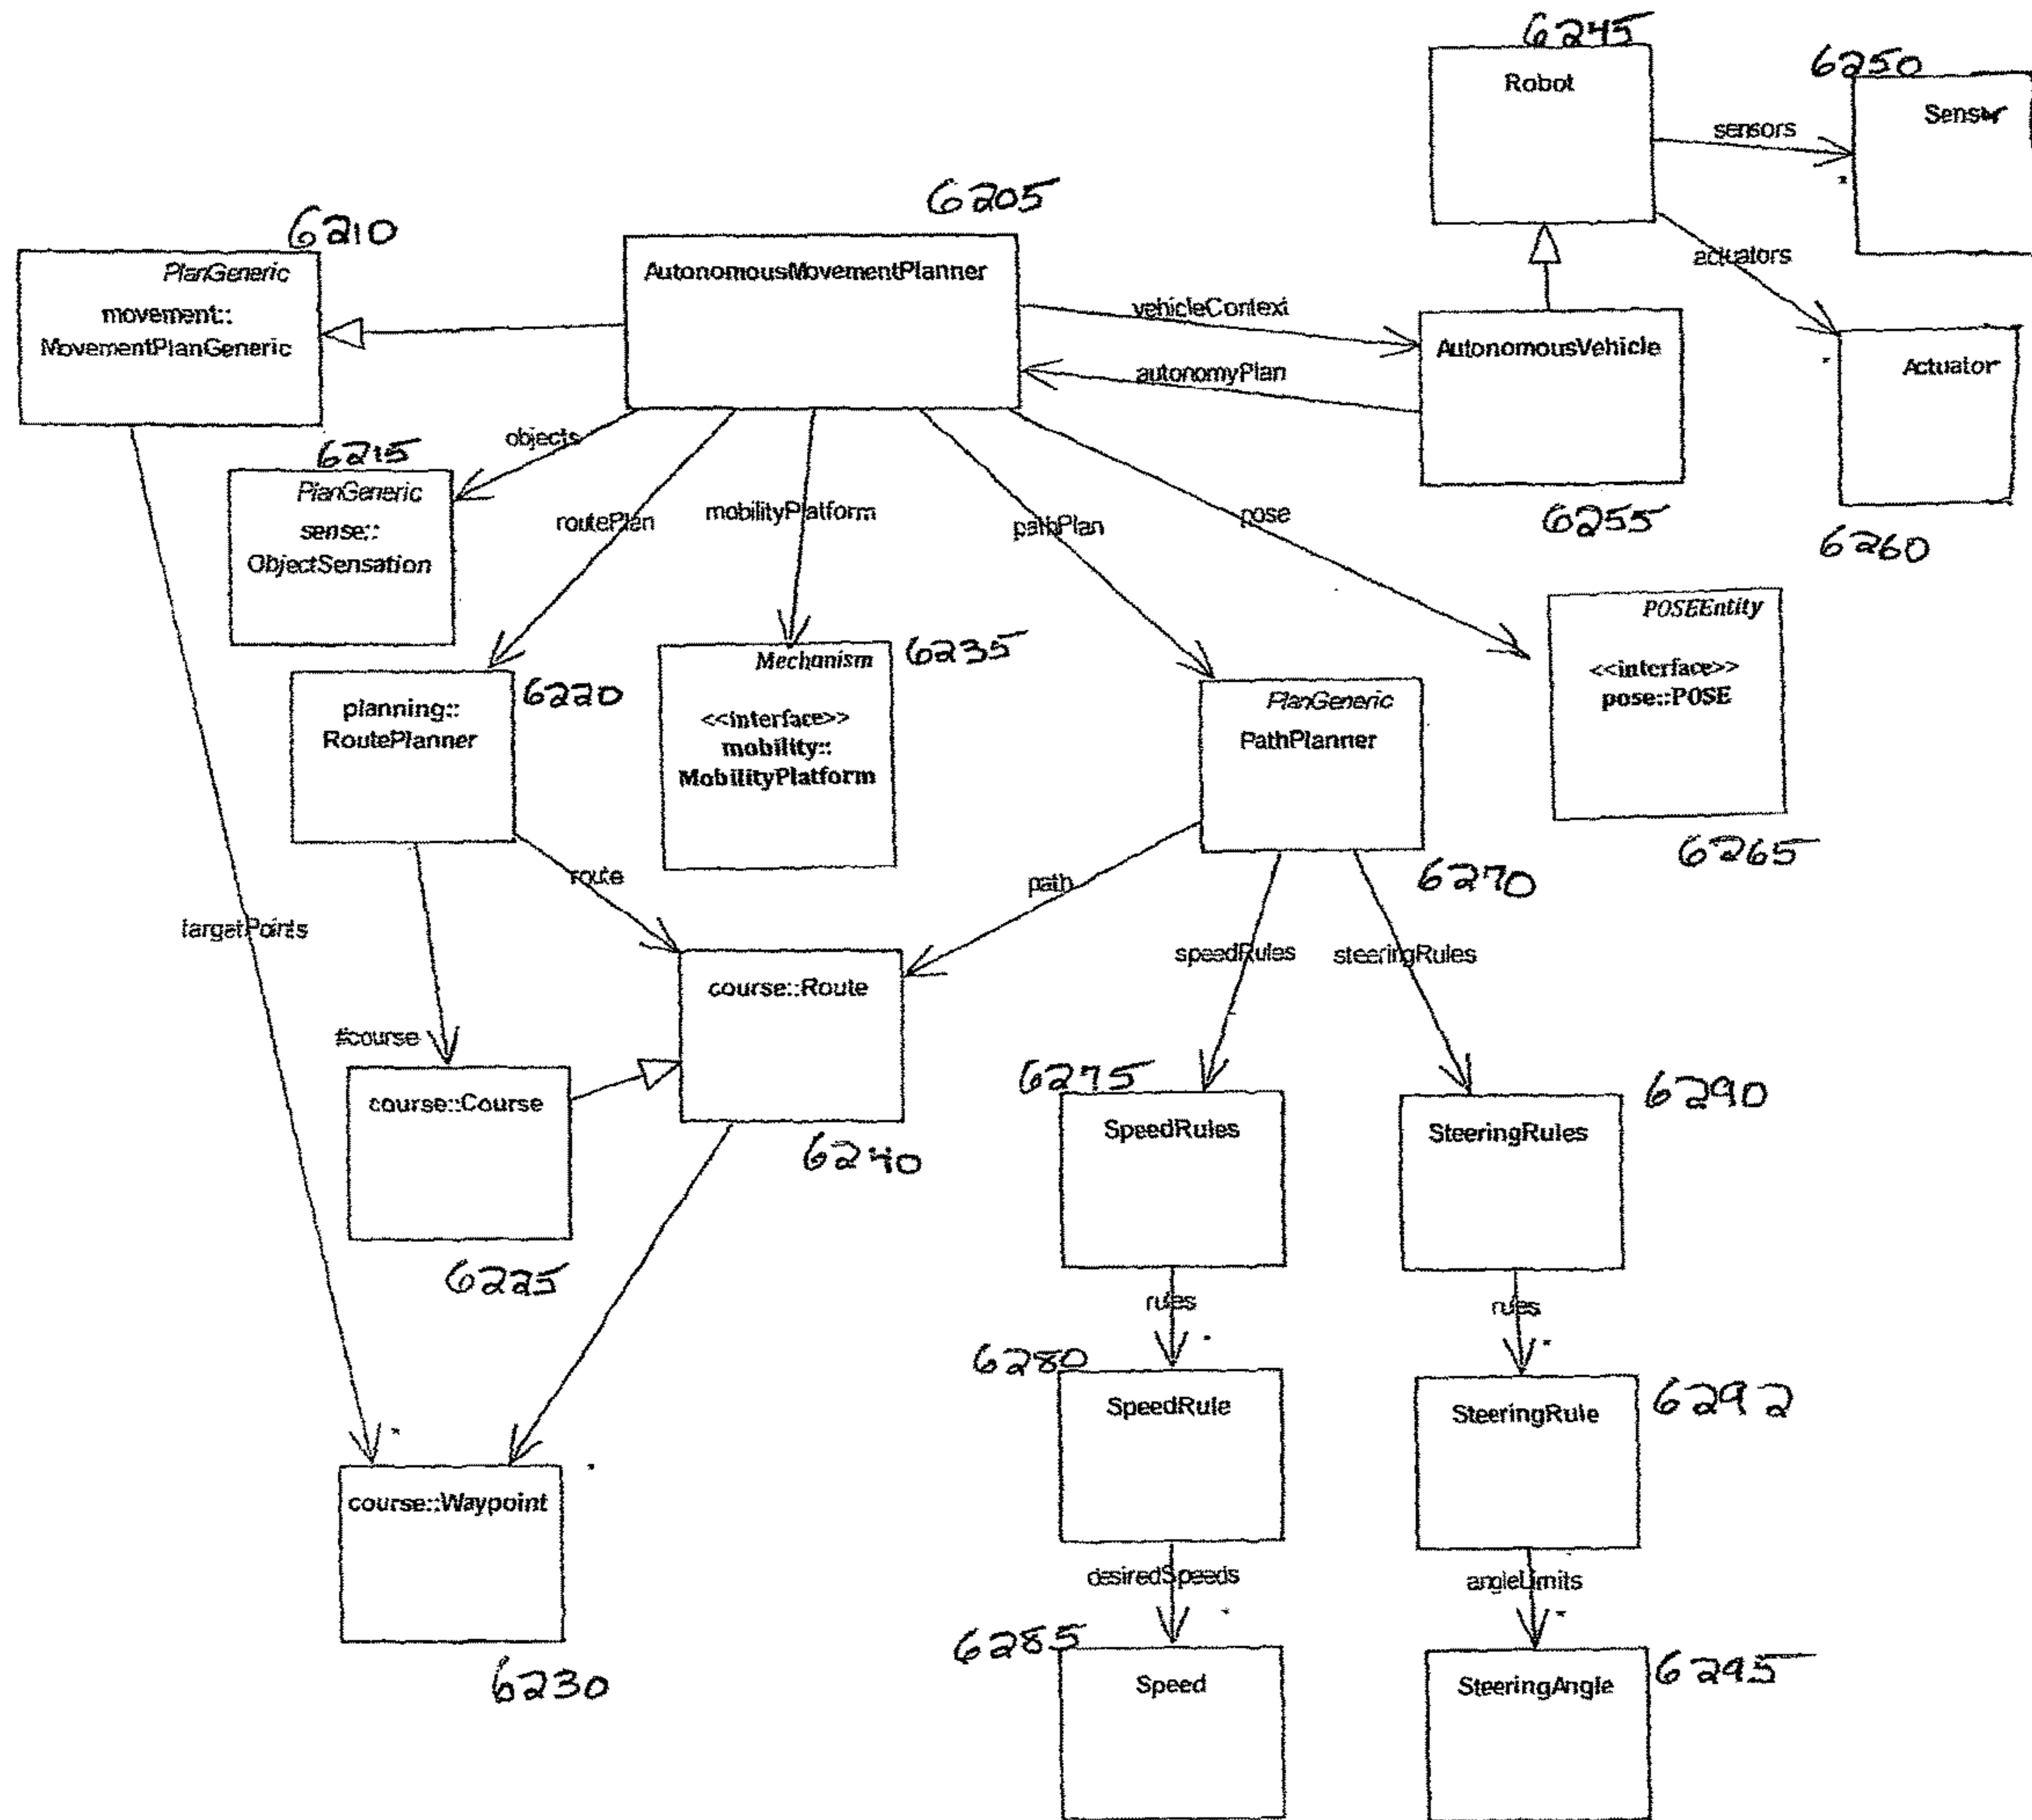 6245
Robot
6250
Sensor
sensors
6205
6210
PlanGeneric
movement::
MovementPlanGeneric
AutonomousMovementPlanner
vehicleContext
autonomyPlan
actuators
AutonomousVehicle
Actuator
6255
6260
objects
6215
PlanGeneric
sense::
ObjectSensation
routePlan
mobilityPlatform
pathPlan
pose
POSEEntity
<<interface>>
pose::POSE
6265
planning::
RoutePlanner
6220
Mechanism
<<interface>>
mobility::
MobilityPlatform
6235
PlanGeneric
PathPlanner
6270
targetPoints
route
path
speedRules
steeringRules
course::Route
6240
#course
course::Course
6225
6275
SpeedRules
SteeringRules
6290
rules
rules
6280
SpeedRule
SteeringRule
6292
course::Waypoint
6230
desiredSpeeds
angleLimits
6285
Speed
SteeringAngle
6295
*
*
*
*